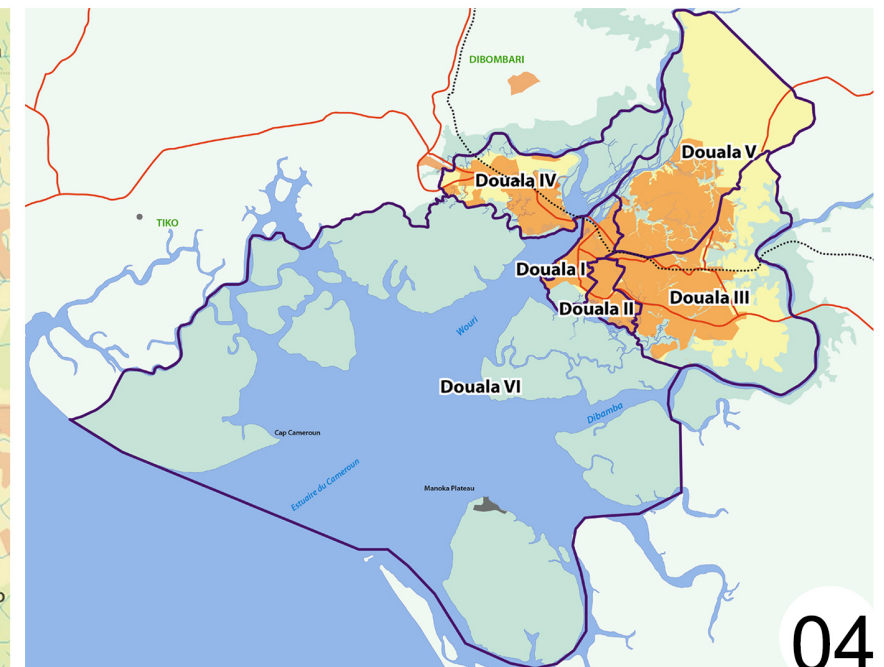 DIBOMBARI
Douala V
Douala IV
TIKO
Douala I
Douala III
Douala II
Wouri
Douala VI
Dibamba
Cap Cameroun
Estuaire du Cameroun
Manoka Plateau
04